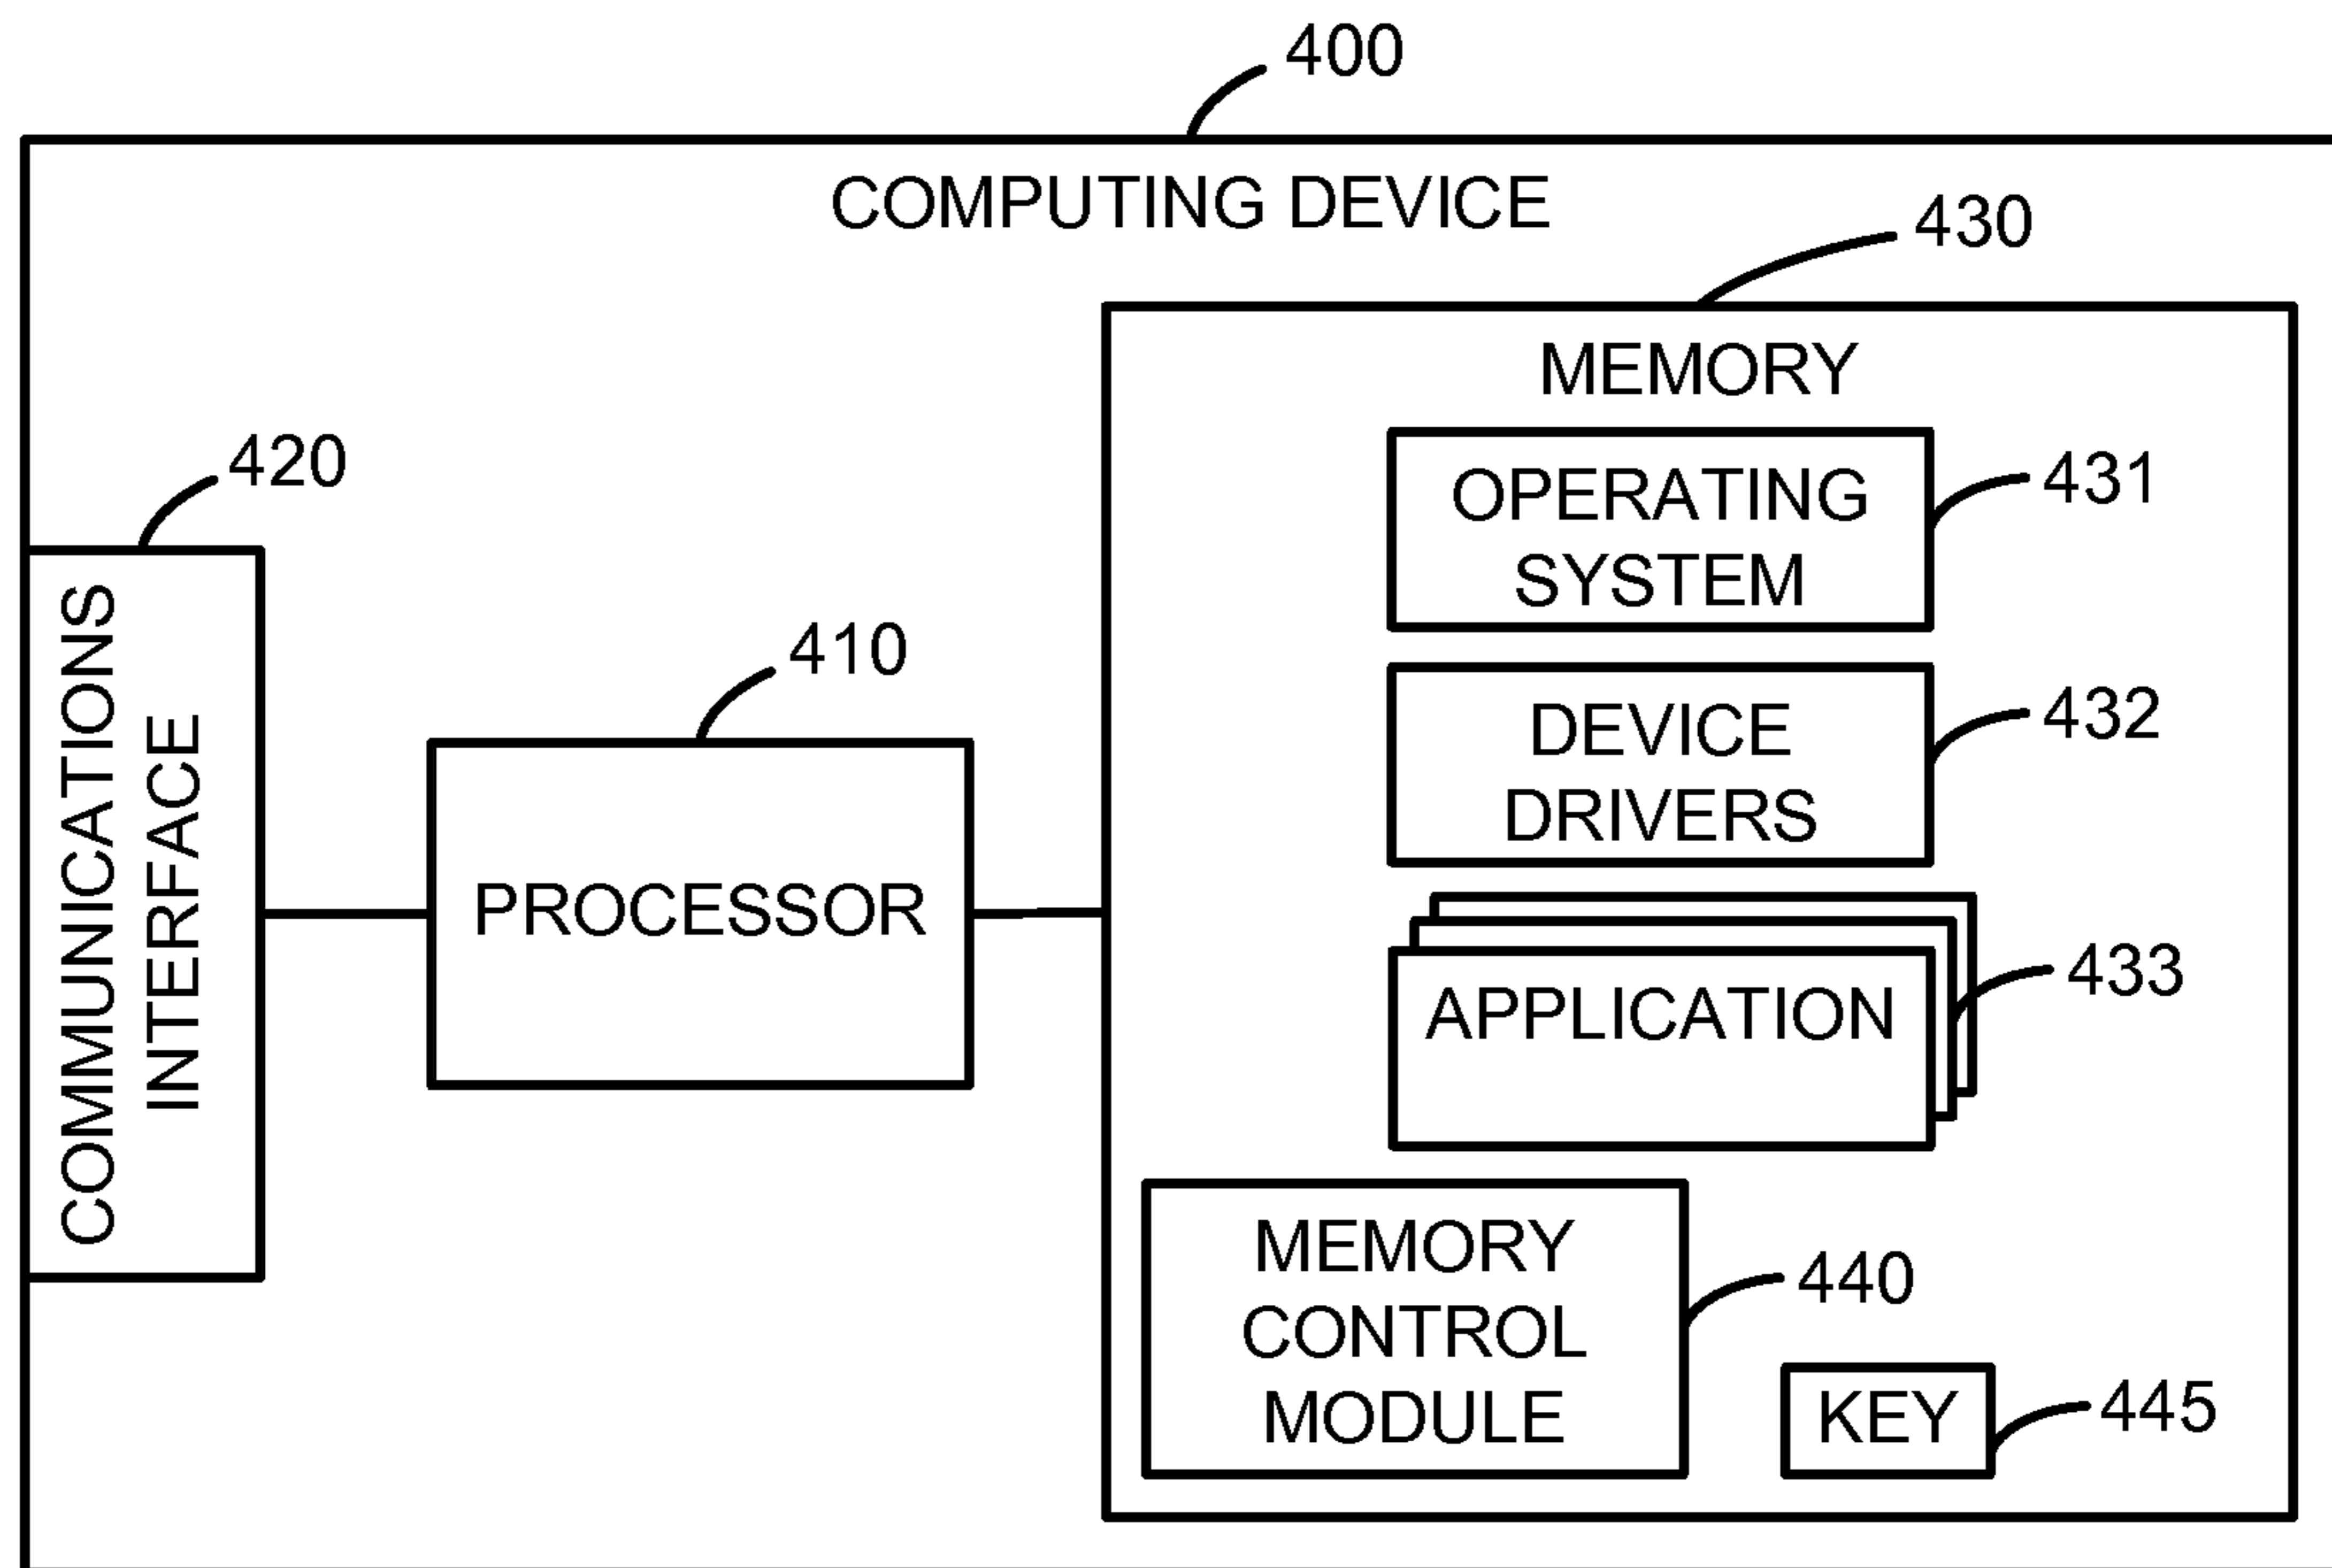 400
COMPUTING DEVICE
430
MEMORY
420
OPERATING
SYSTEM
431
COMMUNICATIONS
INTERFACE
410
DEVICE
DRIVERS
432
PROCESSOR
APPLICATION
433
MEMORY
CONTROL
MODULE
440
KEY
445